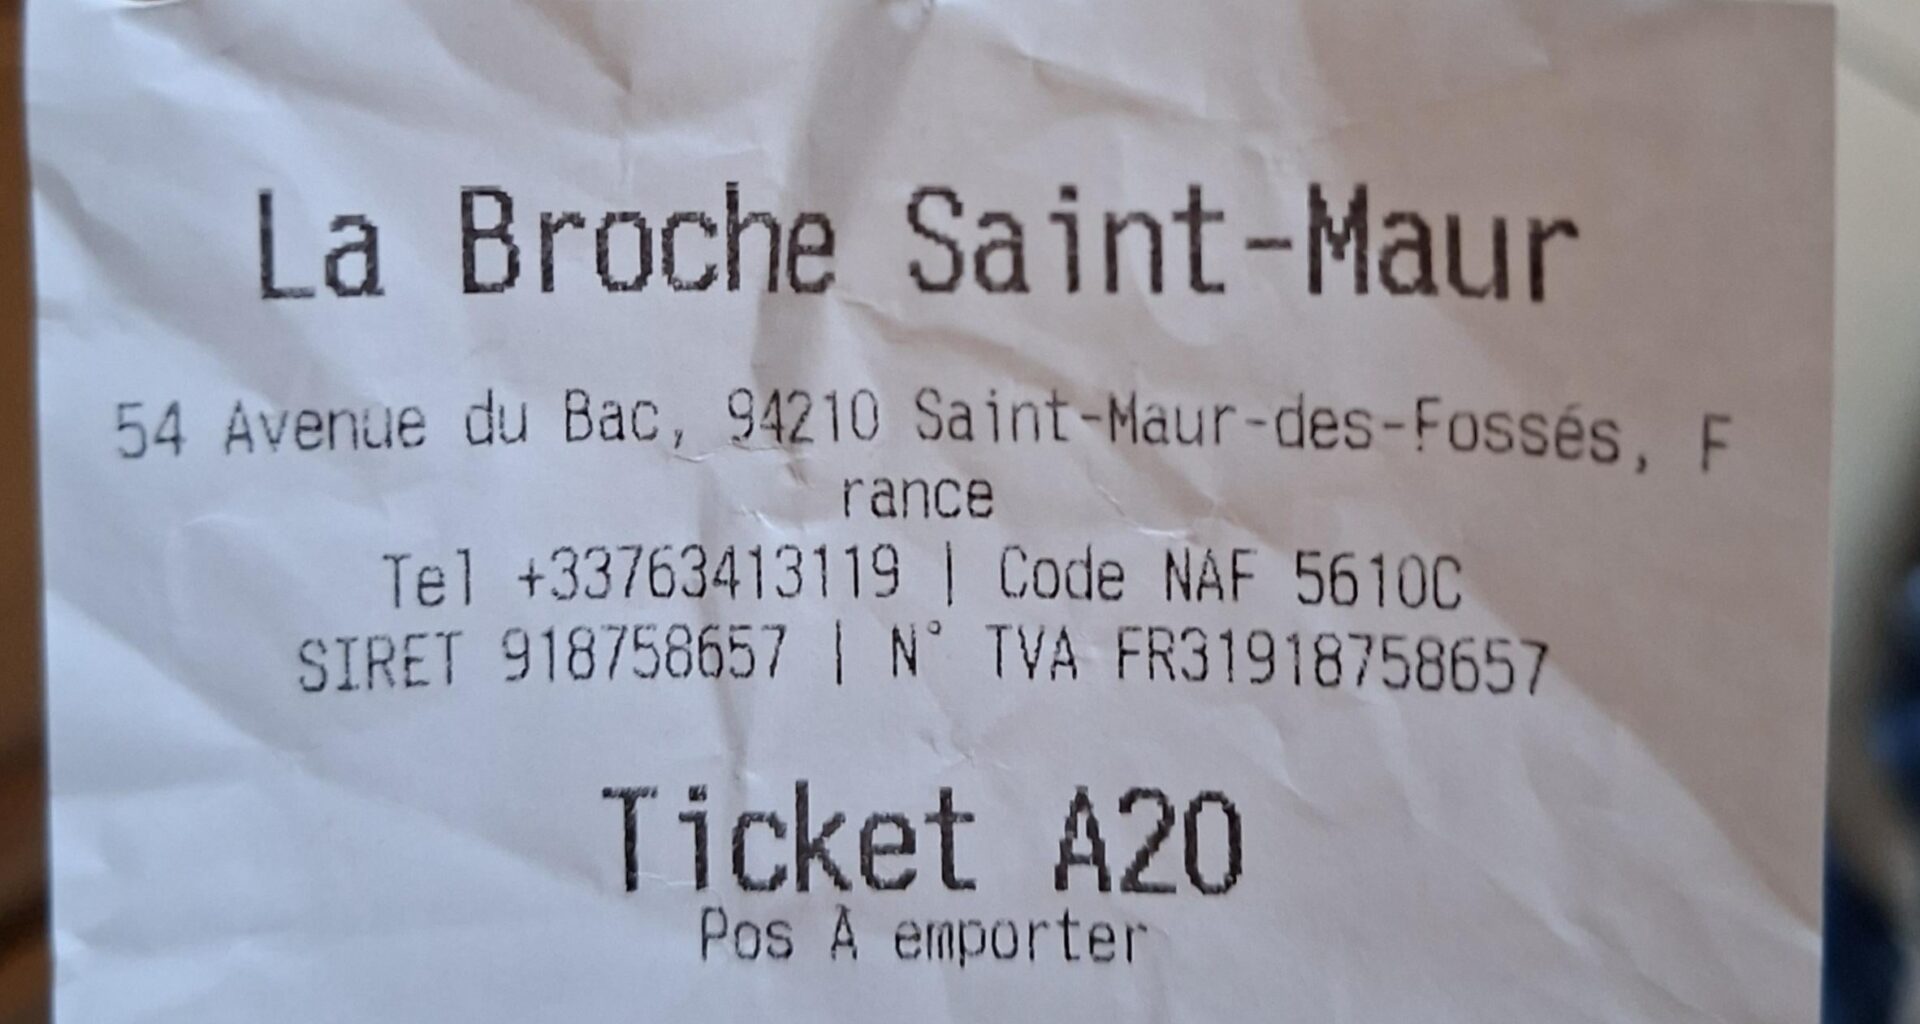 La Broche Saint-Maur
54 Avenue du Bac, 94210 Saint-Maur-des-Fossés, F
rance
Tel +33763413119 | Code NAF 5610C
SIRET 918758657 | N° TVA FR31918758657
Ticket A20
Pos À emporter